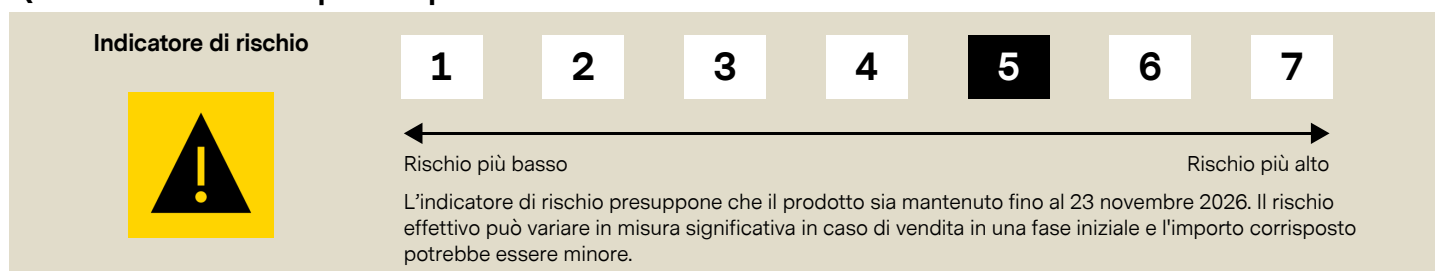 Indicatore di rischio
1 2 3 4 5 6 7
Rischio più basso Rischio più alto
L'indicatore di rischio presuppone che il prodotto sia mantenuto fino al 23 novembre 2026. Il rischio
effettivo può variare in misura significativa in caso di vendita in una fase iniziale e l'importo corrisposto
potrebbe essere minore.